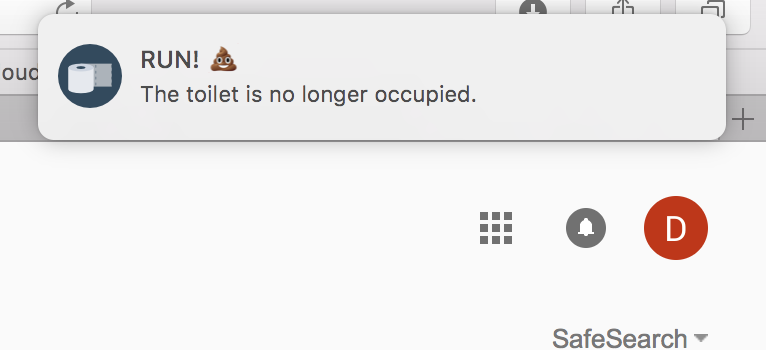 RUN! 💩
The toilet is no longer occupied.
D
SafeSearch